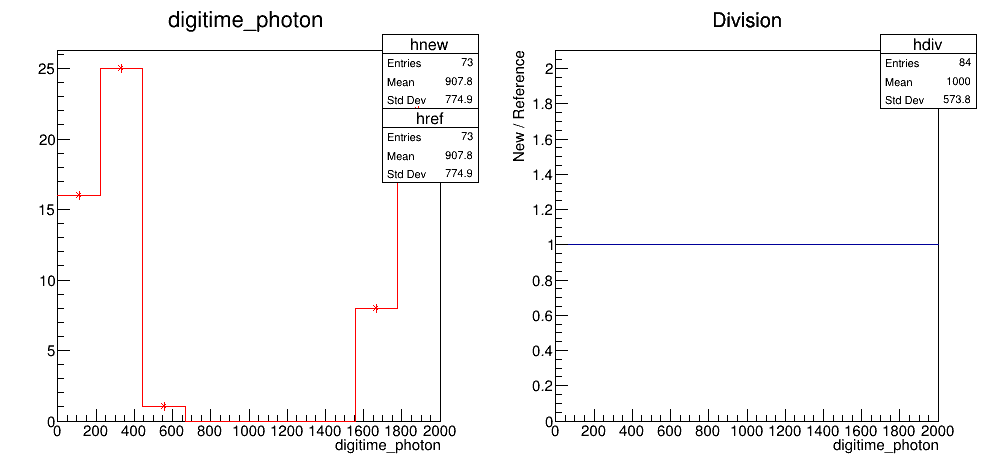 digitime_photon
hnew
Entries 73
Mean 907.8
Std Dev 774.9
href
Entries 73
Mean 907.8
Std Dev 774.9
25
20
15
10
5
0
0 200 400 600 800 1000 1200 1400 1600 1800 2000
digitime_photon
Division
hdiv
Entries 84
Mean 1000
Std Dev 573.8
New / Reference
2
1.8
1.6
1.4
1.2
1
0.8
0.6
0.4
0.2
0
0 200 400 600 800 1000 1200 1400 1600 1800 2000
digitime_photon